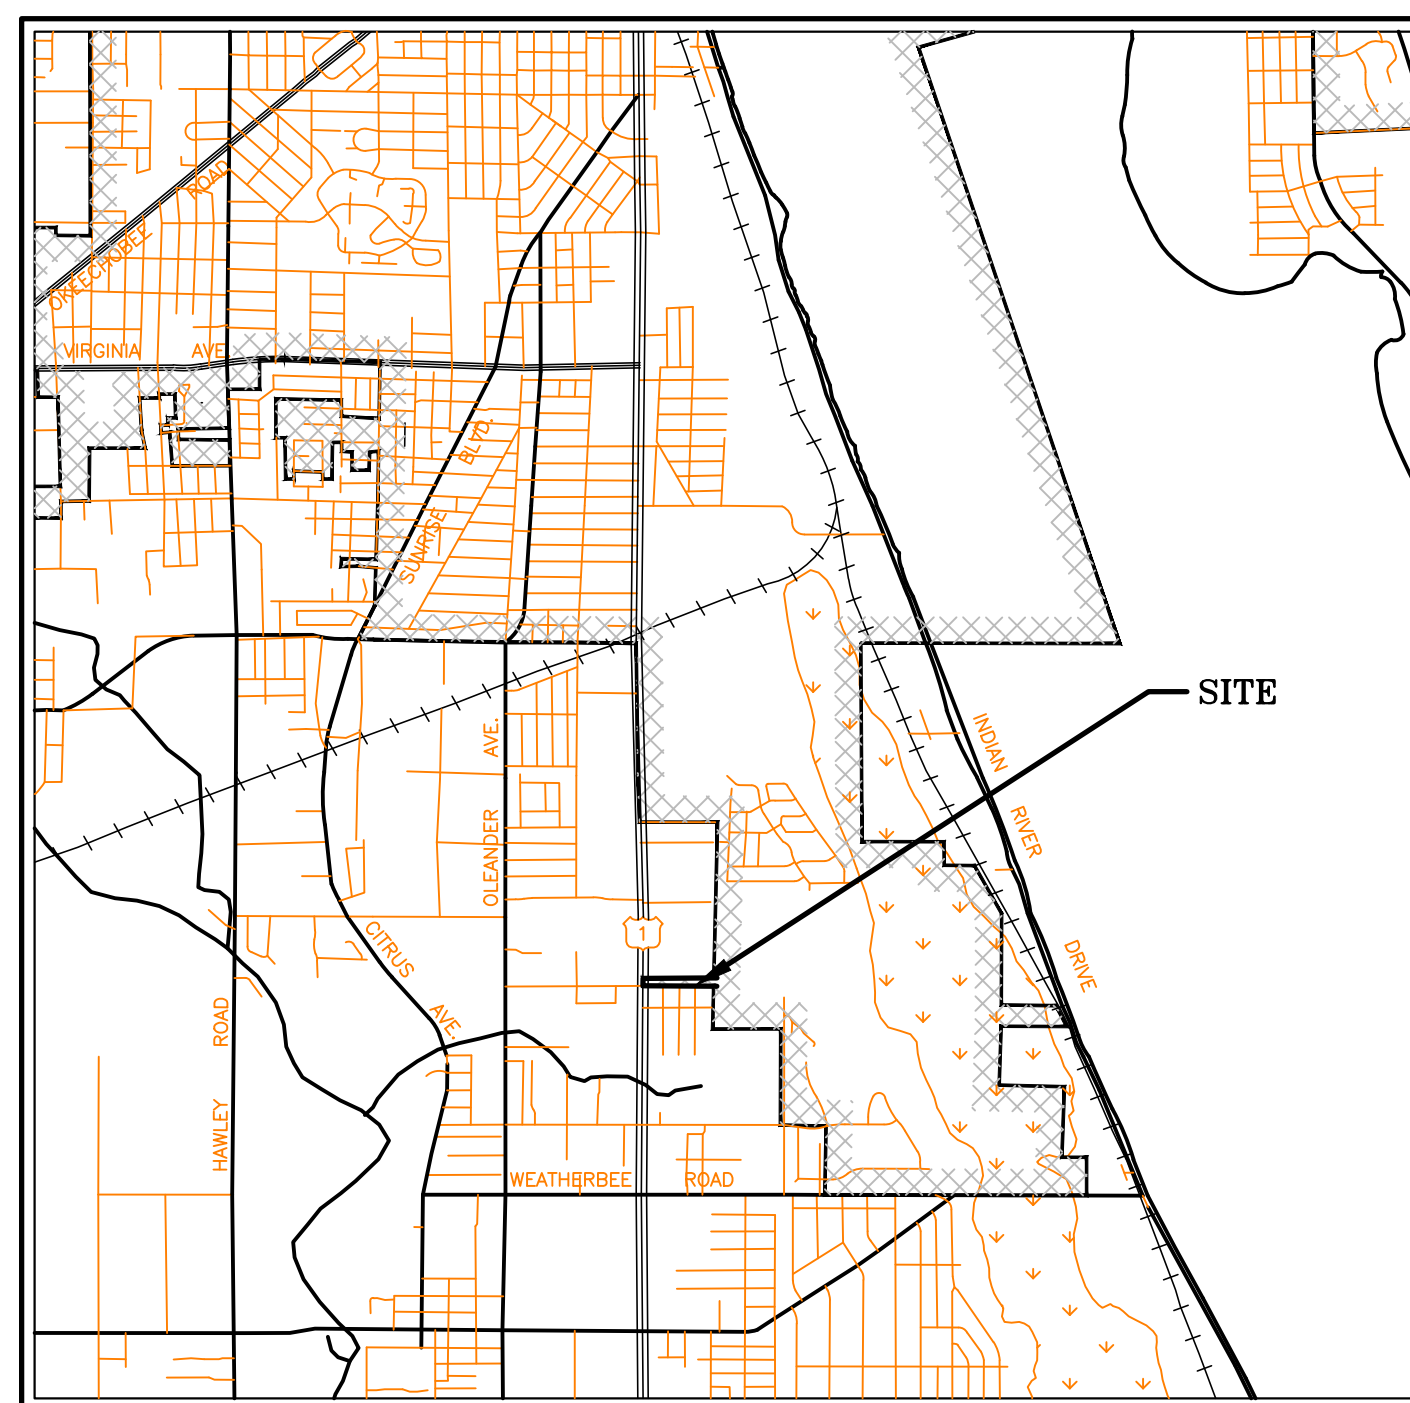 OKEECHOBEE ROAD
VIRGINIA AVE
SUNRISE BLVD.
SITE
INDIAN RIVER DRIVE
OLEANDER AVE.
1
CITRUS AVE.
HAWLEY ROAD
WEATHERBEE ROAD